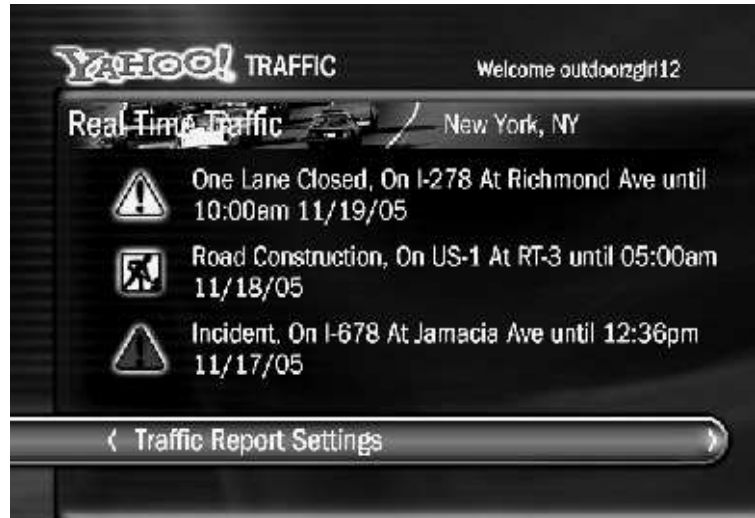 YAHOO! TRAFFIC
Welcome outdoorzgirl12
Real Time Traffic
New York, NY
One Lane Closed, On I-278 At Richmond Ave until
10:00am 11/19/05
Road Construction, On US-1 At RT-3 until 05:00am
11/18/05
Incident, On I-678 At Jamacia Ave until 12:36pm
11/17/05
Traffic Report Settings